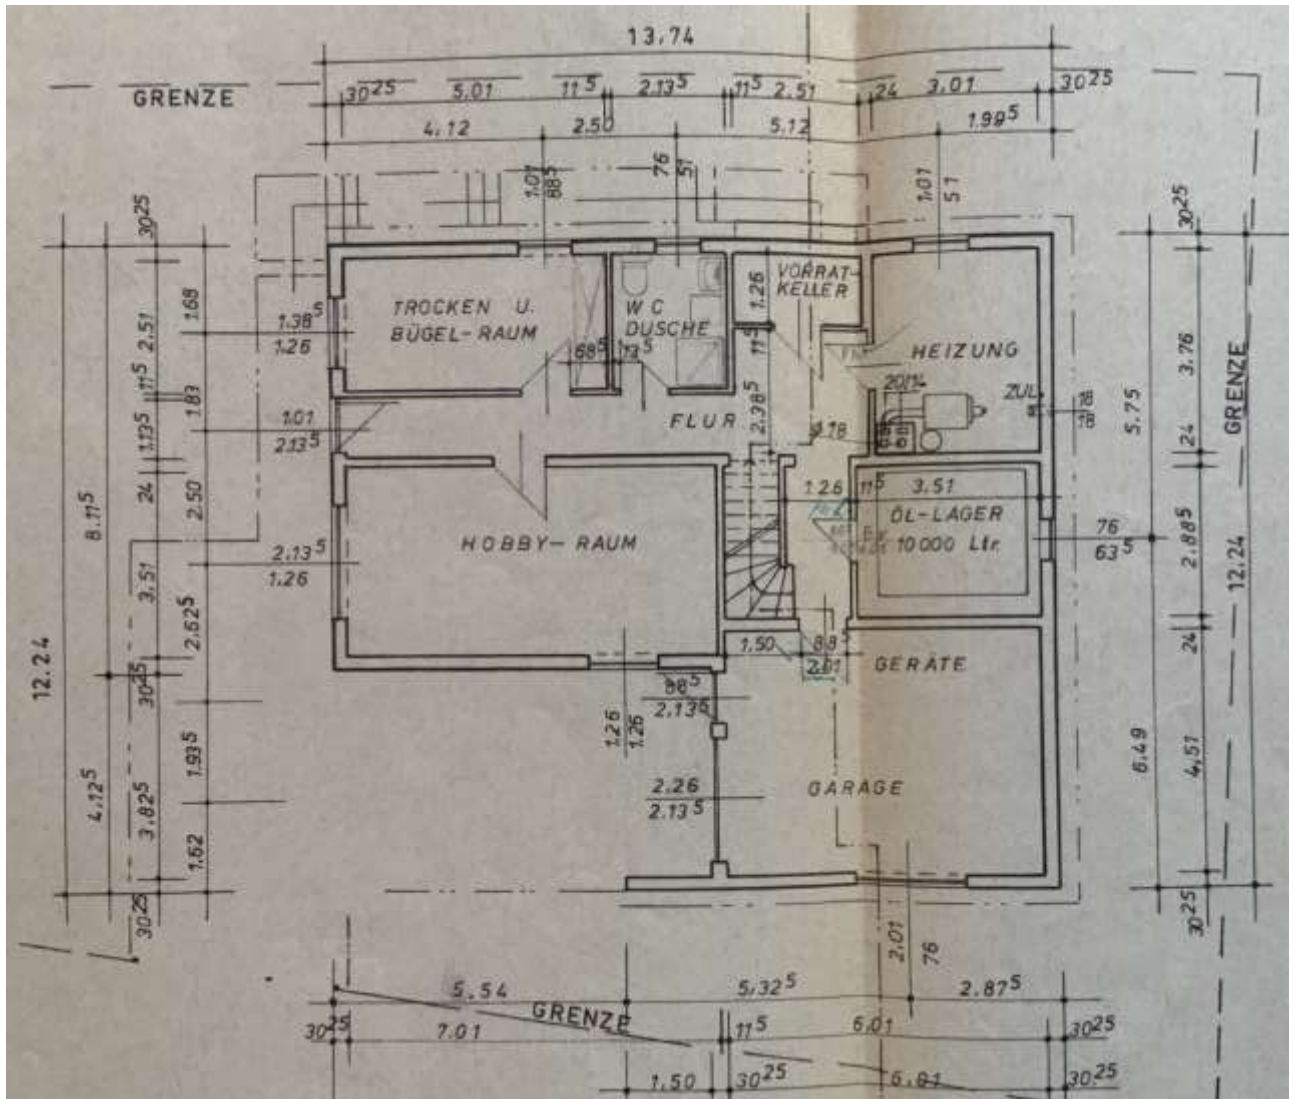 13,74
GRENZE
30²⁵ 5.01 11⁵ 2.13⁵ 11⁵ 2.51 24 3.01 30²⁵
4,12 2.50 5.12 1.99⁵
1.01 88⁵
76 51
1,01 51
30²⁵
30²⁵
1.68
2.51
1.38⁵
1.26
TROCKEN U.
BÜGEL-RAUM
WC
DUSCHE
1.26
VORRAT-
KELLER
HEIZUNG
3,76
GRENZE
68⁵
11⁵
11⁵
20/14
ZUL.
18
18
5.75
1.13⁵
1.01
2.13⁵
FLUR
2.38⁵
24
24
2.50
1.26 11⁵ 3.51
ÖL-LAGER
10000 Ltr.
76
63⁵
2.88⁵
12.24
8.11⁵
HOBBY-RAUM
2.13⁵
1.26
3,51
2.62⁵
24
12.24
1.50 88⁵
2.01
GERÄTE
30²⁵
88⁵
2.13⁵
1.26
1.26
1.93⁵
6.49
4,51
4,12⁵
3,82⁵
2.26
2.13⁵
GARAGE
1.62
30²⁵
30²⁵
2.01
76
5.54 5,32⁵ 2.87⁵
GRENZE
30²⁵ 7.01 11⁵ 6.01 30²⁵
1.50 30²⁵ 6.01 30²⁵